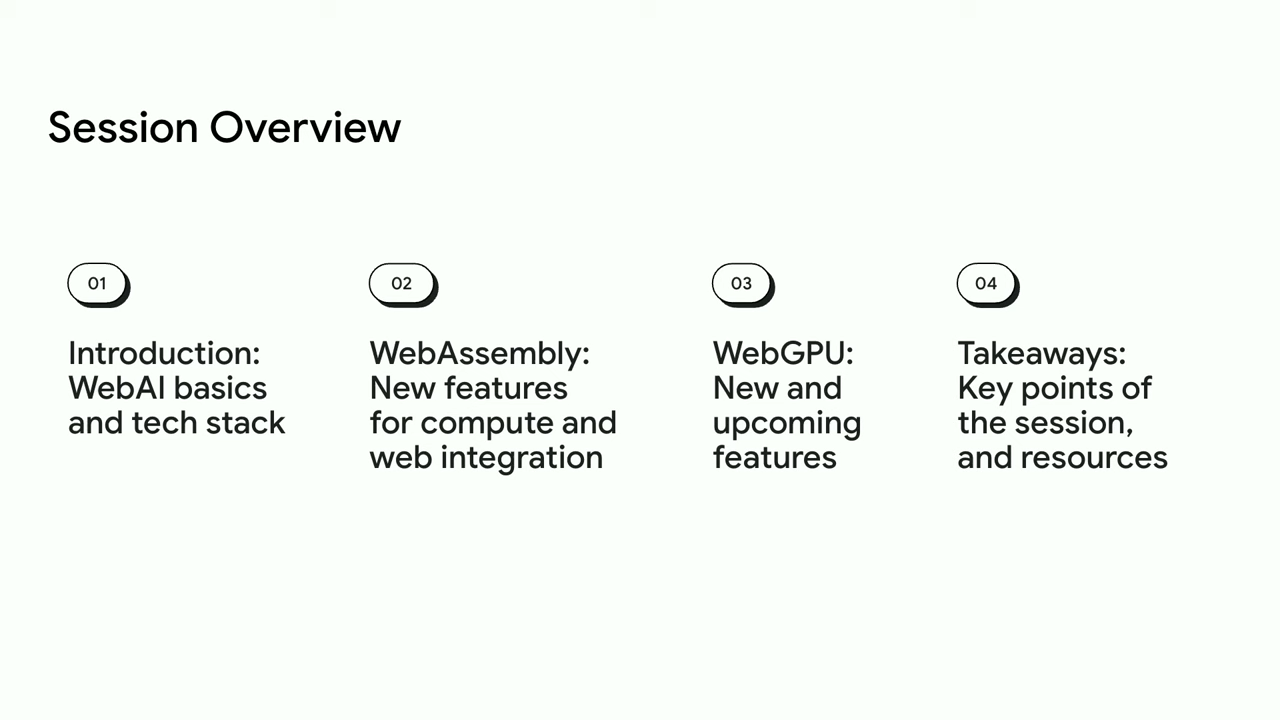 Session Overview
01
Introduction:
WebAI basics
and tech stack
02
WebAssembly:
New features
for compute and
web integration
03
WebGPU:
New and
upcoming
features
04
Takeaways:
Key points of
the session,
and resources